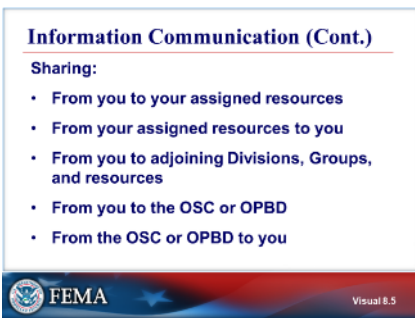 Information Communication (Cont.)
Sharing:
• From you to your assigned resources
• From your assigned resources to you
• From you to adjoining Divisions, Groups,
and resources
• From you to the OSC or OPBD
• From the OSC or OPBD to you
FEMA
Visual 8.5